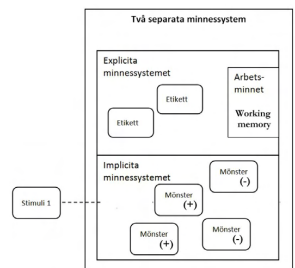 Två separata minnessystem
Explicita
minnessystemet
Arbets-
minnet
Working
memory
Etikett
Etikett
Implicita
minnessystemet
Mönster
(-)
Mönster
(+)
Stimuli 1
Mönster
(+)
Mönster
(-)